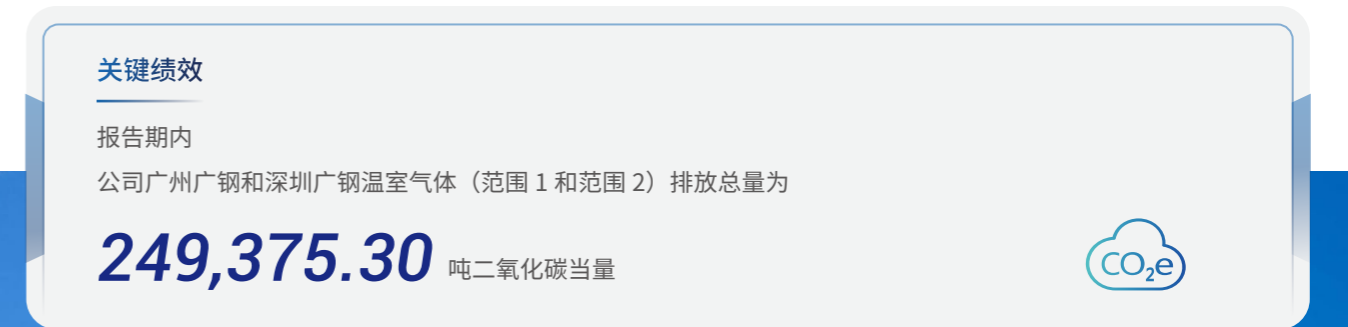 关键绩效
报告期内
公司广州广钢和深圳广钢温室气体（范围 1 和范围 2）排放总量为
249,375.30 吨二氧化碳当量
CO₂e